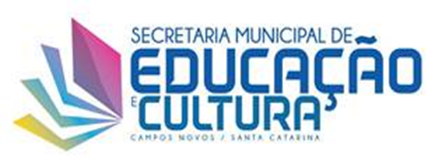 SECRETARIA MUNICIPAL DE
EDUCAÇÃO
E CULTURA
CAMPOS NOVOS / SANTA CATARINA